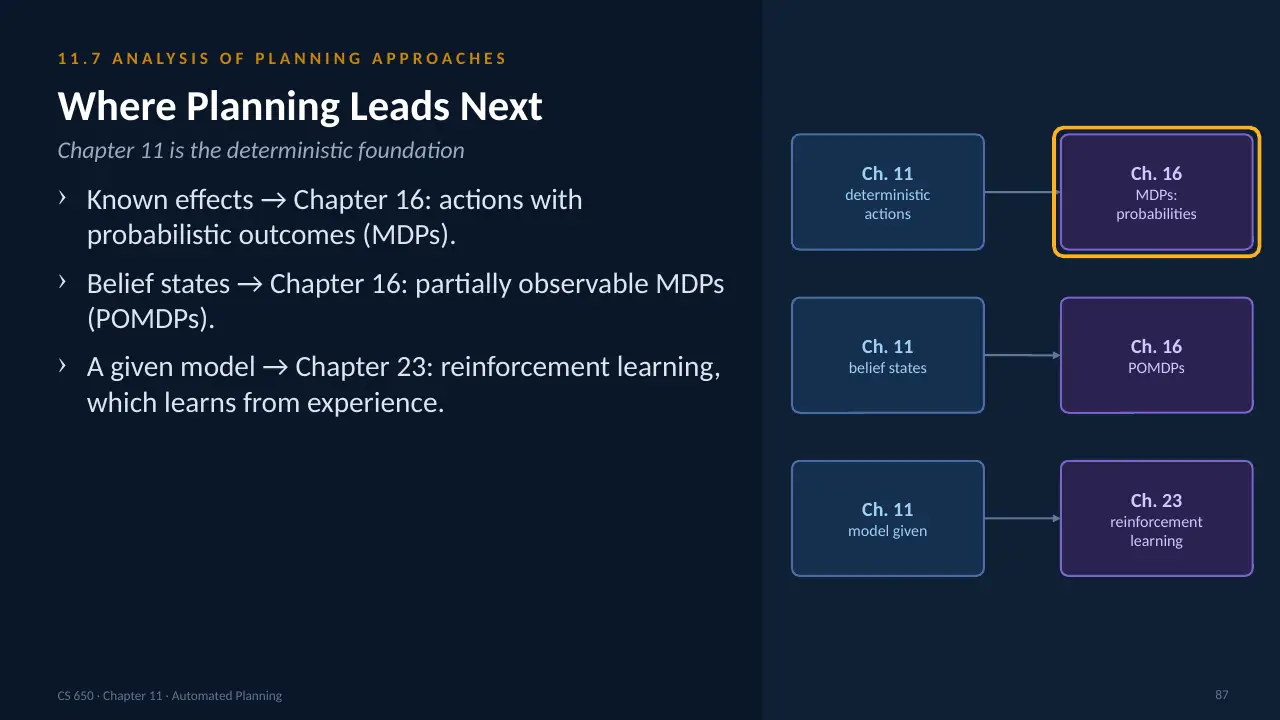 11.7 ANALYSIS OF PLANNING APPROACHES
Where Planning Leads Next
Chapter 11 is the deterministic foundation
› Known effects → Chapter 16: actions with
probabilistic outcomes (MDPs).
› Belief states → Chapter 16: partially observable MDPs
(POMDPs).
› A given model → Chapter 23: reinforcement learning,
which learns from experience.
Ch. 11
deterministic
actions
Ch. 16
MDPs:
probabilities
Ch. 11
belief states
Ch. 16
POMDPs
Ch. 11
model given
Ch. 23
reinforcement
learning
CS 650 · Chapter 11 · Automated Planning
87